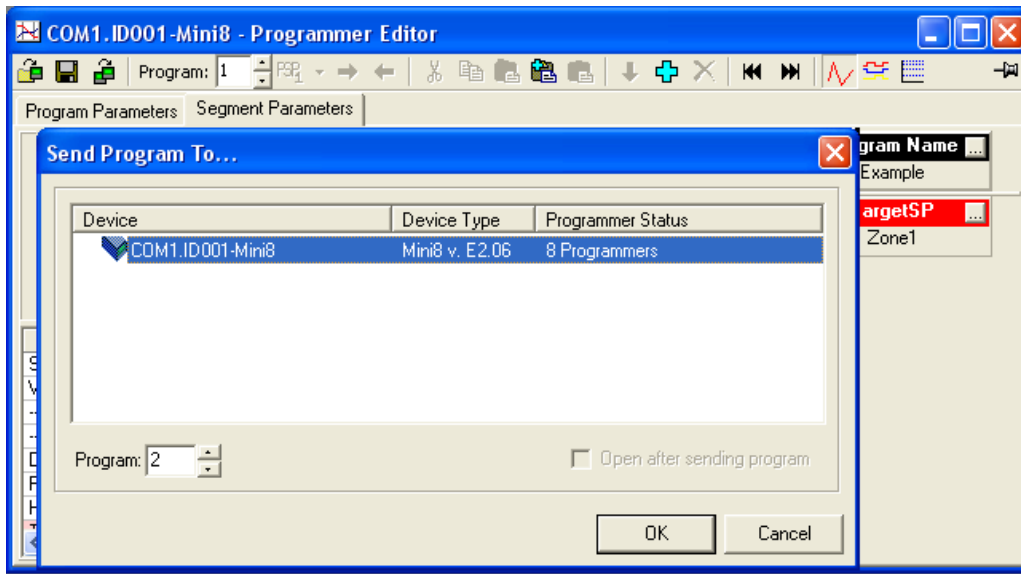 COM1.ID001-Mini8 - Programmer Editor
Program: 1
Program Parameters Segment Parameters
Send Program To...
gram Name ...
Example
Device Device Type Programmer Status
argetSP ...
COM1.ID001-Mini8 Mini8 v. E2.06 8 Programmers
Zone1
Program: 2 Open after sending program
OK Cancel